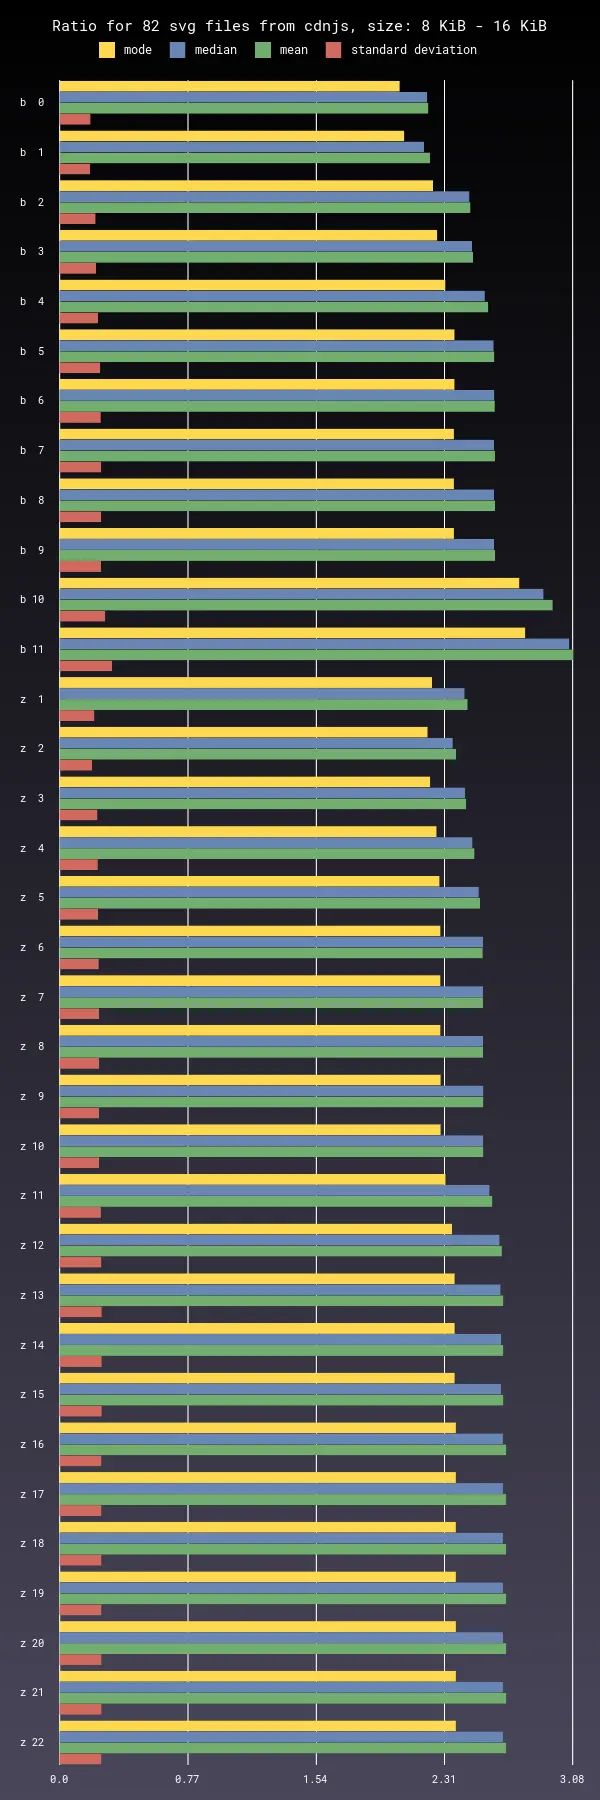 Ratio for 82 svg files from cdnjs, size: 8 KiB - 16 KiB
mode median mean standard deviation
b 0
b 1
b 2
b 3
b 4
b 5
b 6
b 7
b 8
b 9
b 10
b 11
z 1
z 2
z 3
z 4
z 5
z 6
z 7
z 8
z 9
z 10
z 11
z 12
z 13
z 14
z 15
z 16
z 17
z 18
z 19
z 20
z 21
z 22
0.0 0.77 1.54 2.31 3.08